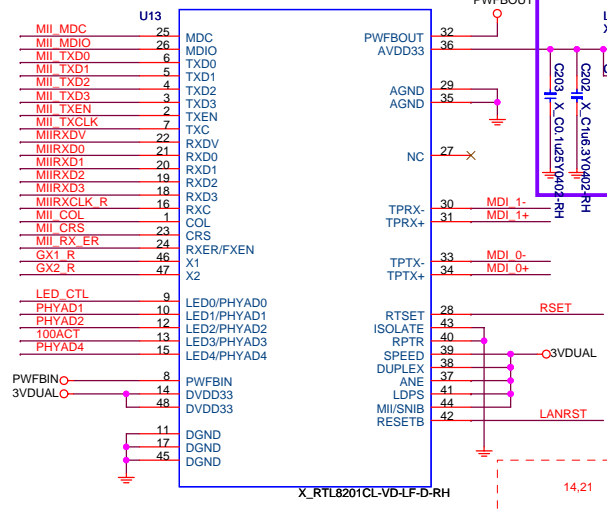 PWFBOUT
U13
MII_MDC 25 MDC
MII_MDIO 26 MDIO
MII_TXD0 6 TXD0
MII_TXD1 5 TXD1
MII_TXD2 4 TXD2
MII_TXD3 3 TXD3
MII_TXEN 2 TXEN
MII_TXCLK 7 TXC
MIIRXDV 22 RXDV
MIIRXD0 21 RXD0
MIIRXD1 20 RXD1
MIIRXD2 19 RXD2
MIIRXD3 18 RXD3
MIIRXCLK_R 16 RXC
MII_COL 1 COL
MII_CRS 23 CRS
MII_RX_ER 24 RXER/FXEN
GX1_R 46 X1
GX2_R 47 X2
LED_CTL 9 LED0/PHYAD0
PHYAD1 10 LED1/PHYAD1
PHYAD2 12 LED2/PHYAD2
100ACT 13 LED3/PHYAD3
PHYAD4 15 LED4/PHYAD4
PWFBIN 8 PWFBIN
3VDUAL 14 DVDD33
48 DVDD33
11 DGND
17 DGND
45 DGND
PWFBOUT 32
AVDD33 36
AGND 29
AGND 35
NC 27
TPRX- 30 MDI_1-
TPRX+ 31 MDI_1+
TPTX- 33 MDI_0-
TPTX+ 34 MDI_0+
RTSET 28 RSET
ISOLATE 43
RPTR 40
SPEED 39 3VDUAL
DUPLEX 38
ANE 37
LDPS 41
MII/SNIB 44
RESETB 42 LANRST
X_RTL8201CL-VD-LF-D-RH
C203 X_C0.1u25Y0402-RH
C202 X_C1u6.3Y0402-RH
14,21